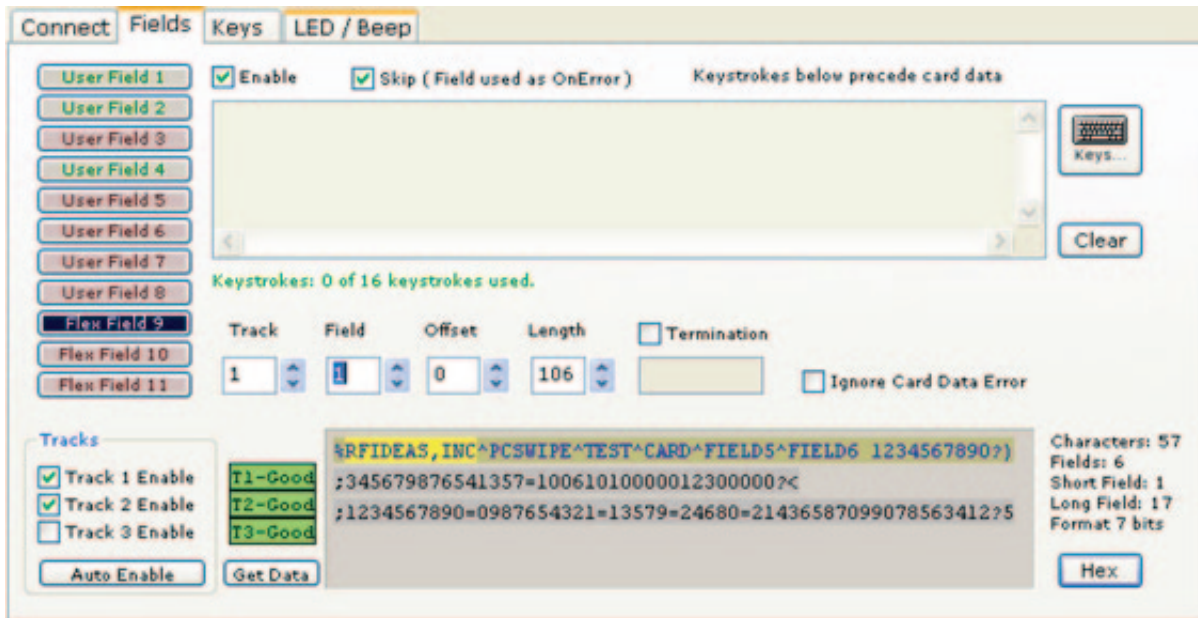 Connect Fields Keys LED / Beep
User Field 1
User Field 2
User Field 3
User Field 4
User Field 5
User Field 6
User Field 7
User Field 8
Flex Field 9
Flex Field 10
Flex Field 11
Enable Skip ( Field used as OnError ) Keystrokes below precede card data
Keys...
Clear
Keystrokes: 0 of 16 keystrokes used.
Track Field Offset Length Termination
1 1 0 106 Ignore Card Data Error
Tracks
Track 1 Enable
Track 2 Enable
Track 3 Enable
Auto Enable
T1-Good
T2-Good
T3-Good
Get Data
%RFIDEAS,INC^PCSWIPE^TEST^CARD^FIELD5^FIELD6 1234567890?)
;345679876541357=10061010000012300000?<
;1234567890=0987654321=13579=24680=21436587099078563412?5
Characters: 57
Fields: 6
Short Field: 1
Long Field: 17
Format 7 bits
Hex